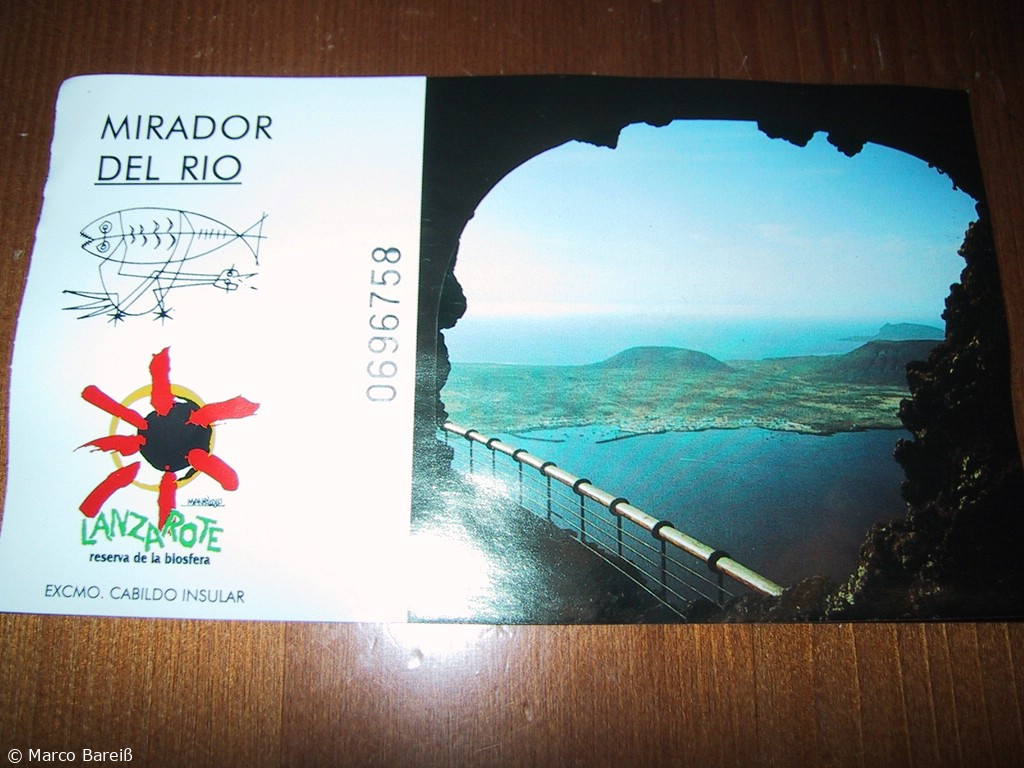 MIRADOR
DEL RIO
0696758
LANZAROTE
reserva de la biosfera
EXCMO. CABILDO INSULAR
© Marco Bareiß